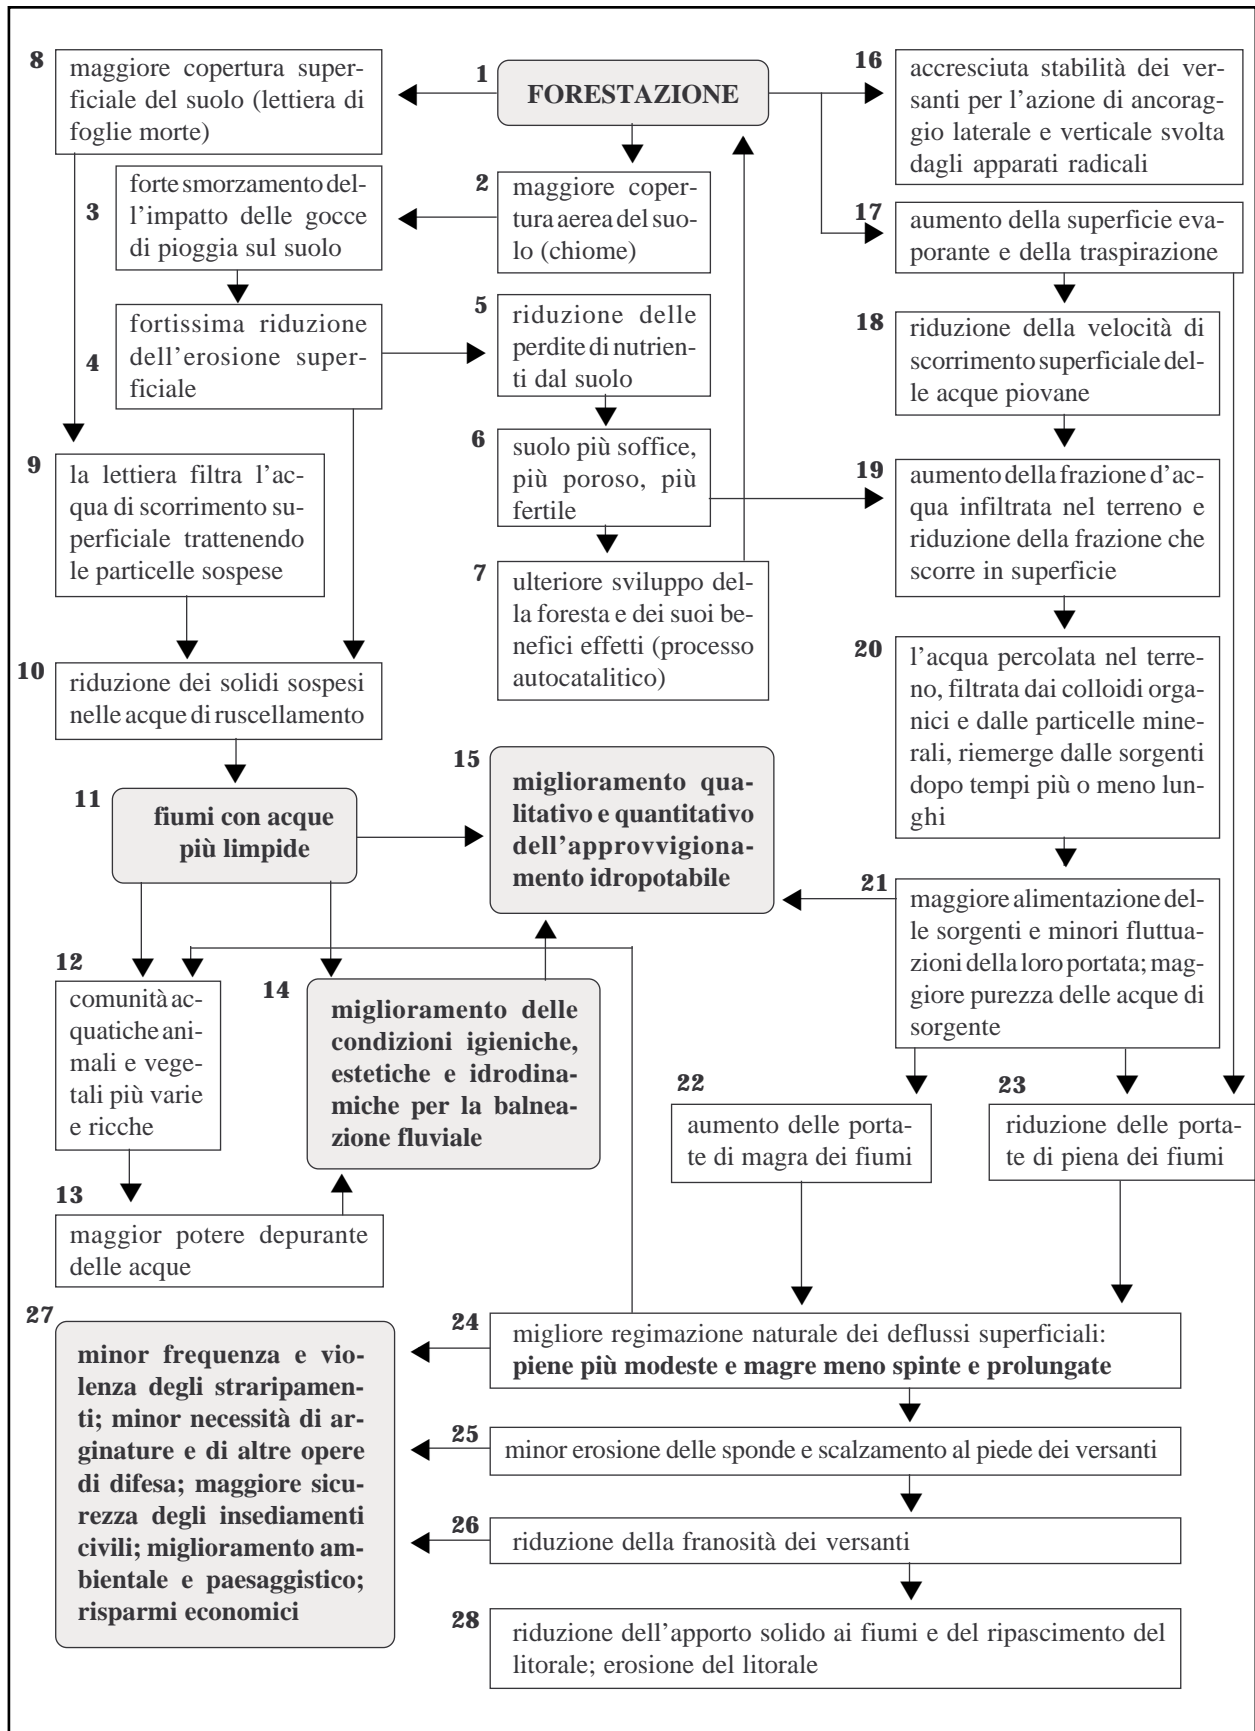 8
maggiore copertura super-
ficiale del suolo (lettiera di
foglie morte)
1
FORESTAZIONE
16
accresciuta stabilità dei ver-
santi per l'azione di ancorag-
gio laterale e verticale svolta
dagli apparati radicali
3
forte smorzamento del-
l'impatto delle gocce
di pioggia sul suolo
2
maggiore coper-
tura aerea del suo-
lo (chiome)
17
aumento della superficie eva-
porante e della traspirazione
4
fortissima riduzione
dell'erosione super-
ficiale
5
riduzione delle
perdite di nutrien-
ti dal suolo
18
riduzione della velocità di
scorrimento superficiale del-
le acque piovane
9
la lettiera filtra l'ac-
qua di scorrimento su-
perficiale trattenendo
le particelle sospese
6
suolo più soffice,
più poroso, più
fertile
19
aumento della frazione d'ac-
qua infiltrata nel terreno e
riduzione della frazione che
scorre in superficie
7
ulteriore sviluppo del-
la foresta e dei suoi be-
nefici effetti (processo
autocatalitico)
20
l'acqua percolata nel terre-
no, filtrata dai colloidi orga-
nici e dalle particelle mine-
rali, riemerge dalle sorgenti
dopo tempi più o meno lun-
ghi
10
riduzione dei solidi sospesi
nelle acque di ruscellamento
15
miglioramento qua-
litativo e quantitativo
dell'approvvigiona-
mento idropotabile
11
fiumi con acque
più limpide
21
maggiore alimentazione del-
le sorgenti e minori fluttua-
zioni della loro portata; mag-
giore purezza delle acque di
sorgente
12
comunità ac-
quatiche ani-
mali e vege-
tali più varie
e ricche
14
miglioramento delle
condizioni igieniche,
estetiche e idrodina-
miche per la balnea-
zione fluviale
22
aumento delle porta-
te di magra dei fiumi
23
riduzione delle porta-
te di piena dei fiumi
13
maggior potere depurante
delle acque
27
minor frequenza e vio-
lenza degli straripamen-
ti; minor necessità di ar-
ginature e di altre opere
di difesa; maggiore sicu-
rezza degli insediamenti
civili; miglioramento am-
bientale e paesaggistico;
risparmi economici
24
migliore regimazione naturale dei deflussi superficiali:
piene più modeste e magre meno spinte e prolungate
25
minor erosione delle sponde e scalzamento al piede dei versanti
26
riduzione della franosità dei versanti
28
riduzione dell'apporto solido ai fiumi e del ripascimento del
litorale; erosione del litorale